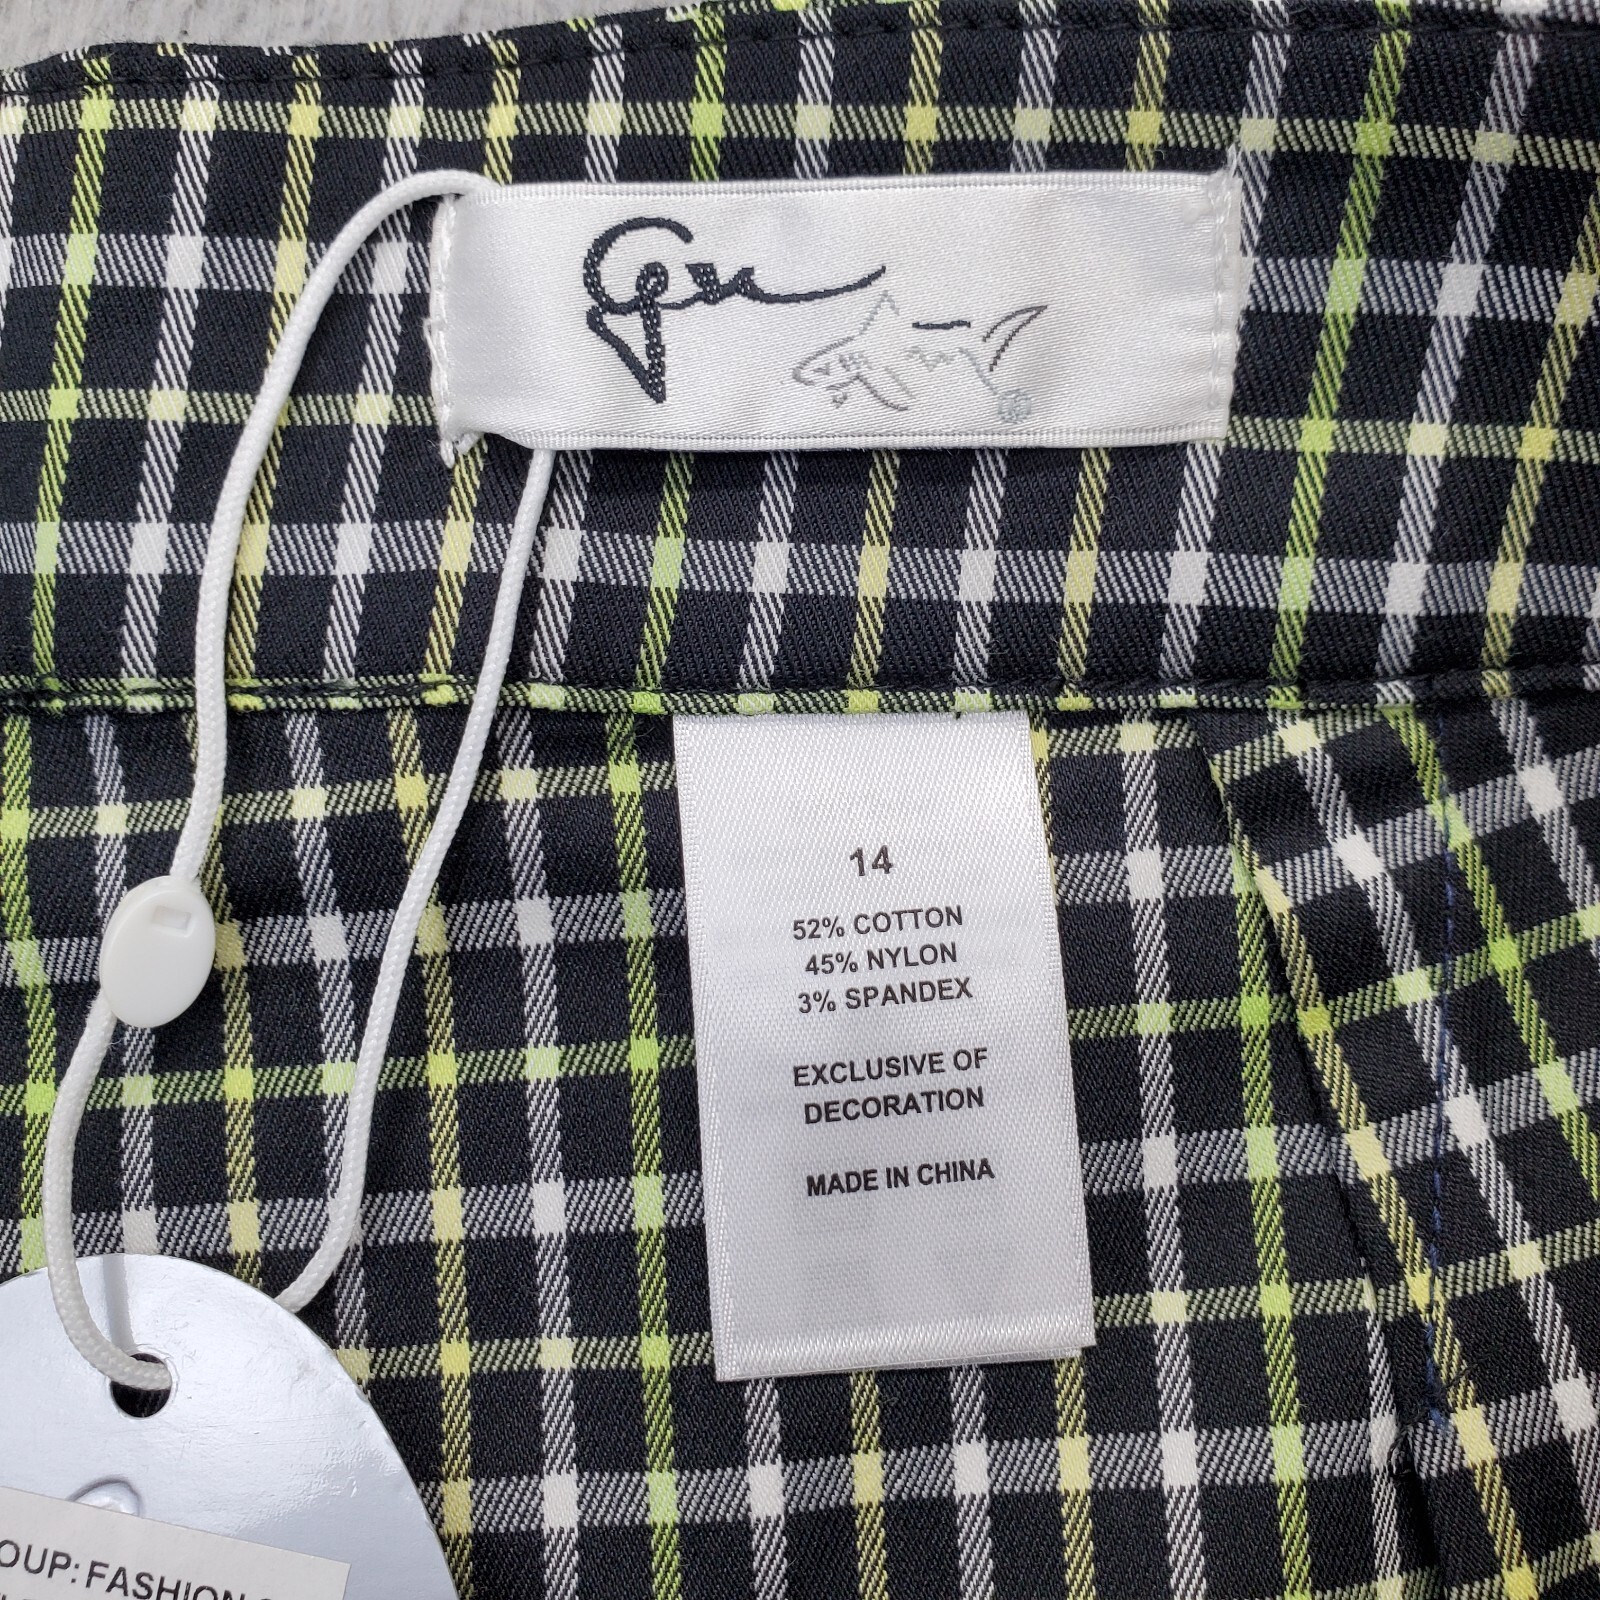 14
52% COTTON
45% NYLON
3% SPANDEX
EXCLUSIVE OF
DECORATION
MADE IN CHINA
OUP: FASHION